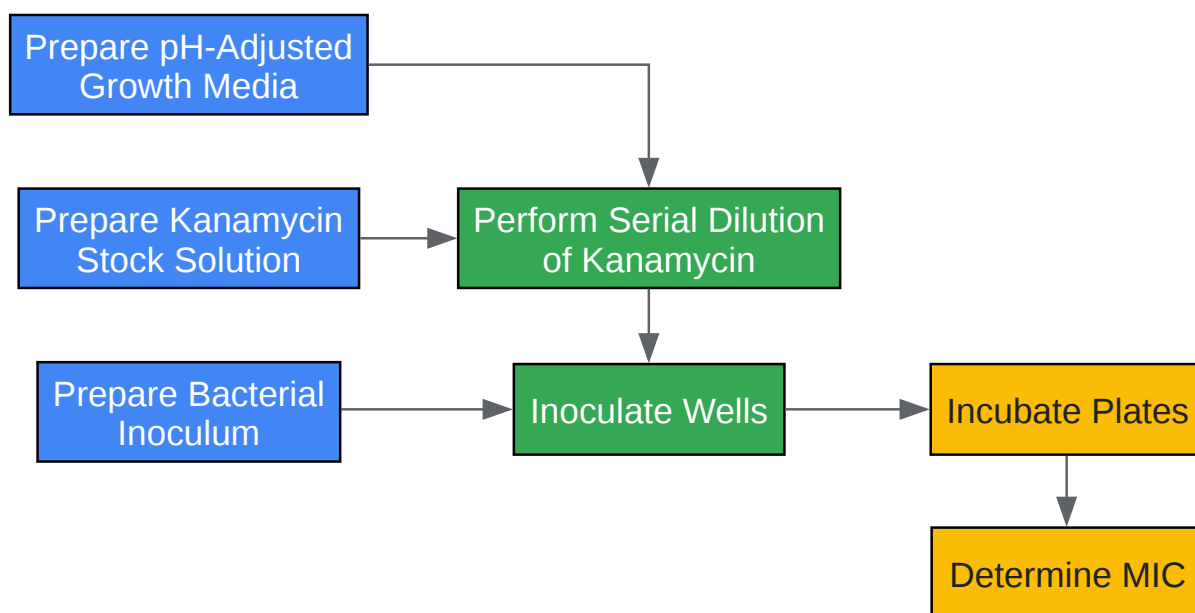 Prepare pH-Adjusted
Growth Media
Prepare Kanamycin
Stock Solution
Perform Serial Dilution
of Kanamycin
Prepare Bacterial
Inoculum
Inoculate Wells
Incubate Plates
Determine MIC